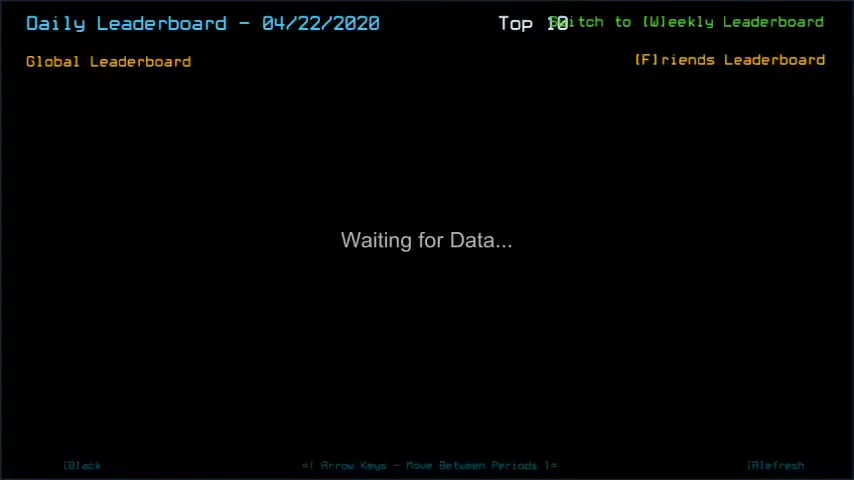 Daily Leaderboard - 04/22/2020
Top 10
Switch to [W]eekly Leaderboard
Global Leaderboard
[F]riends Leaderboard
Waiting for Data...
[B]ack
=[ Arrow Keys - Move Between Periods ]=
[R]efresh